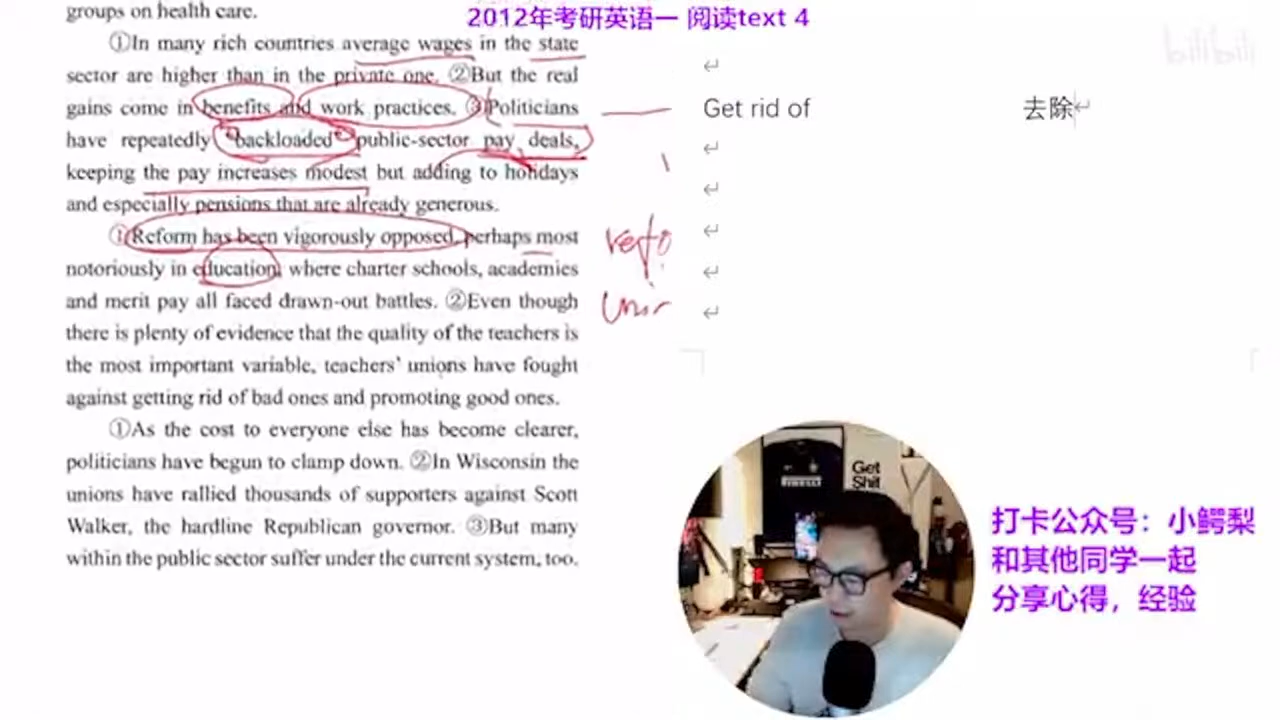 2012年考研英语一 阅读text 4
bilibili
groups on health care.
①In many rich countries average wages in the state
sector are higher than in the private one. ②But the real
gains come in benefits and work practices. ③Politicians
have repeatedly "backloaded" public-sector pay deals,
keeping the pay increases modest but adding to holidays
and especially pensions that are already generous.
①Reform has been vigorously opposed, perhaps most
notoriously in education, where charter schools, academies
and merit pay all faced drawn-out battles. ②Even though
there is plenty of evidence that the quality of the teachers is
the most important variable, teachers' unions have fought
against getting rid of bad ones and promoting good ones.
①As the cost to everyone else has become clearer,
politicians have begun to clamp down. ②In Wisconsin the
unions have rallied thousands of supporters against Scott
Walker, the hardline Republican governor. ③But many
within the public sector suffer under the current system, too.
Get rid of 去除
refo
Get
Shit
PIRELLI
打卡公众号：小鳄梨
和其他同学一起
分享心得，经验